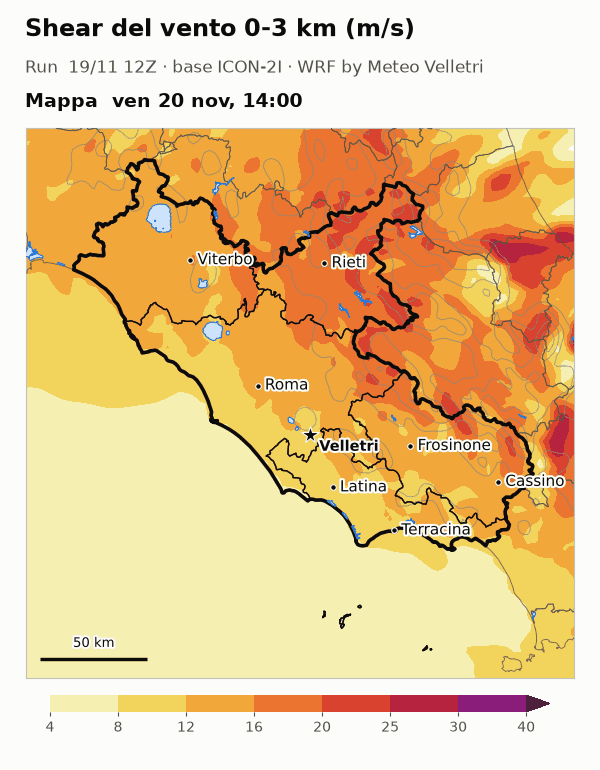 Shear del vento 0-3 km (m/s)
Run  19/11 12Z · base ICON-2I · WRF by Meteo Velletri
Mappa  ven 20 nov, 14:00
Viterbo
Rieti
Roma
Velletri
Frosinone
Cassino
Latina
Terracina
50 km
4 8 12 16 20 25 30 40